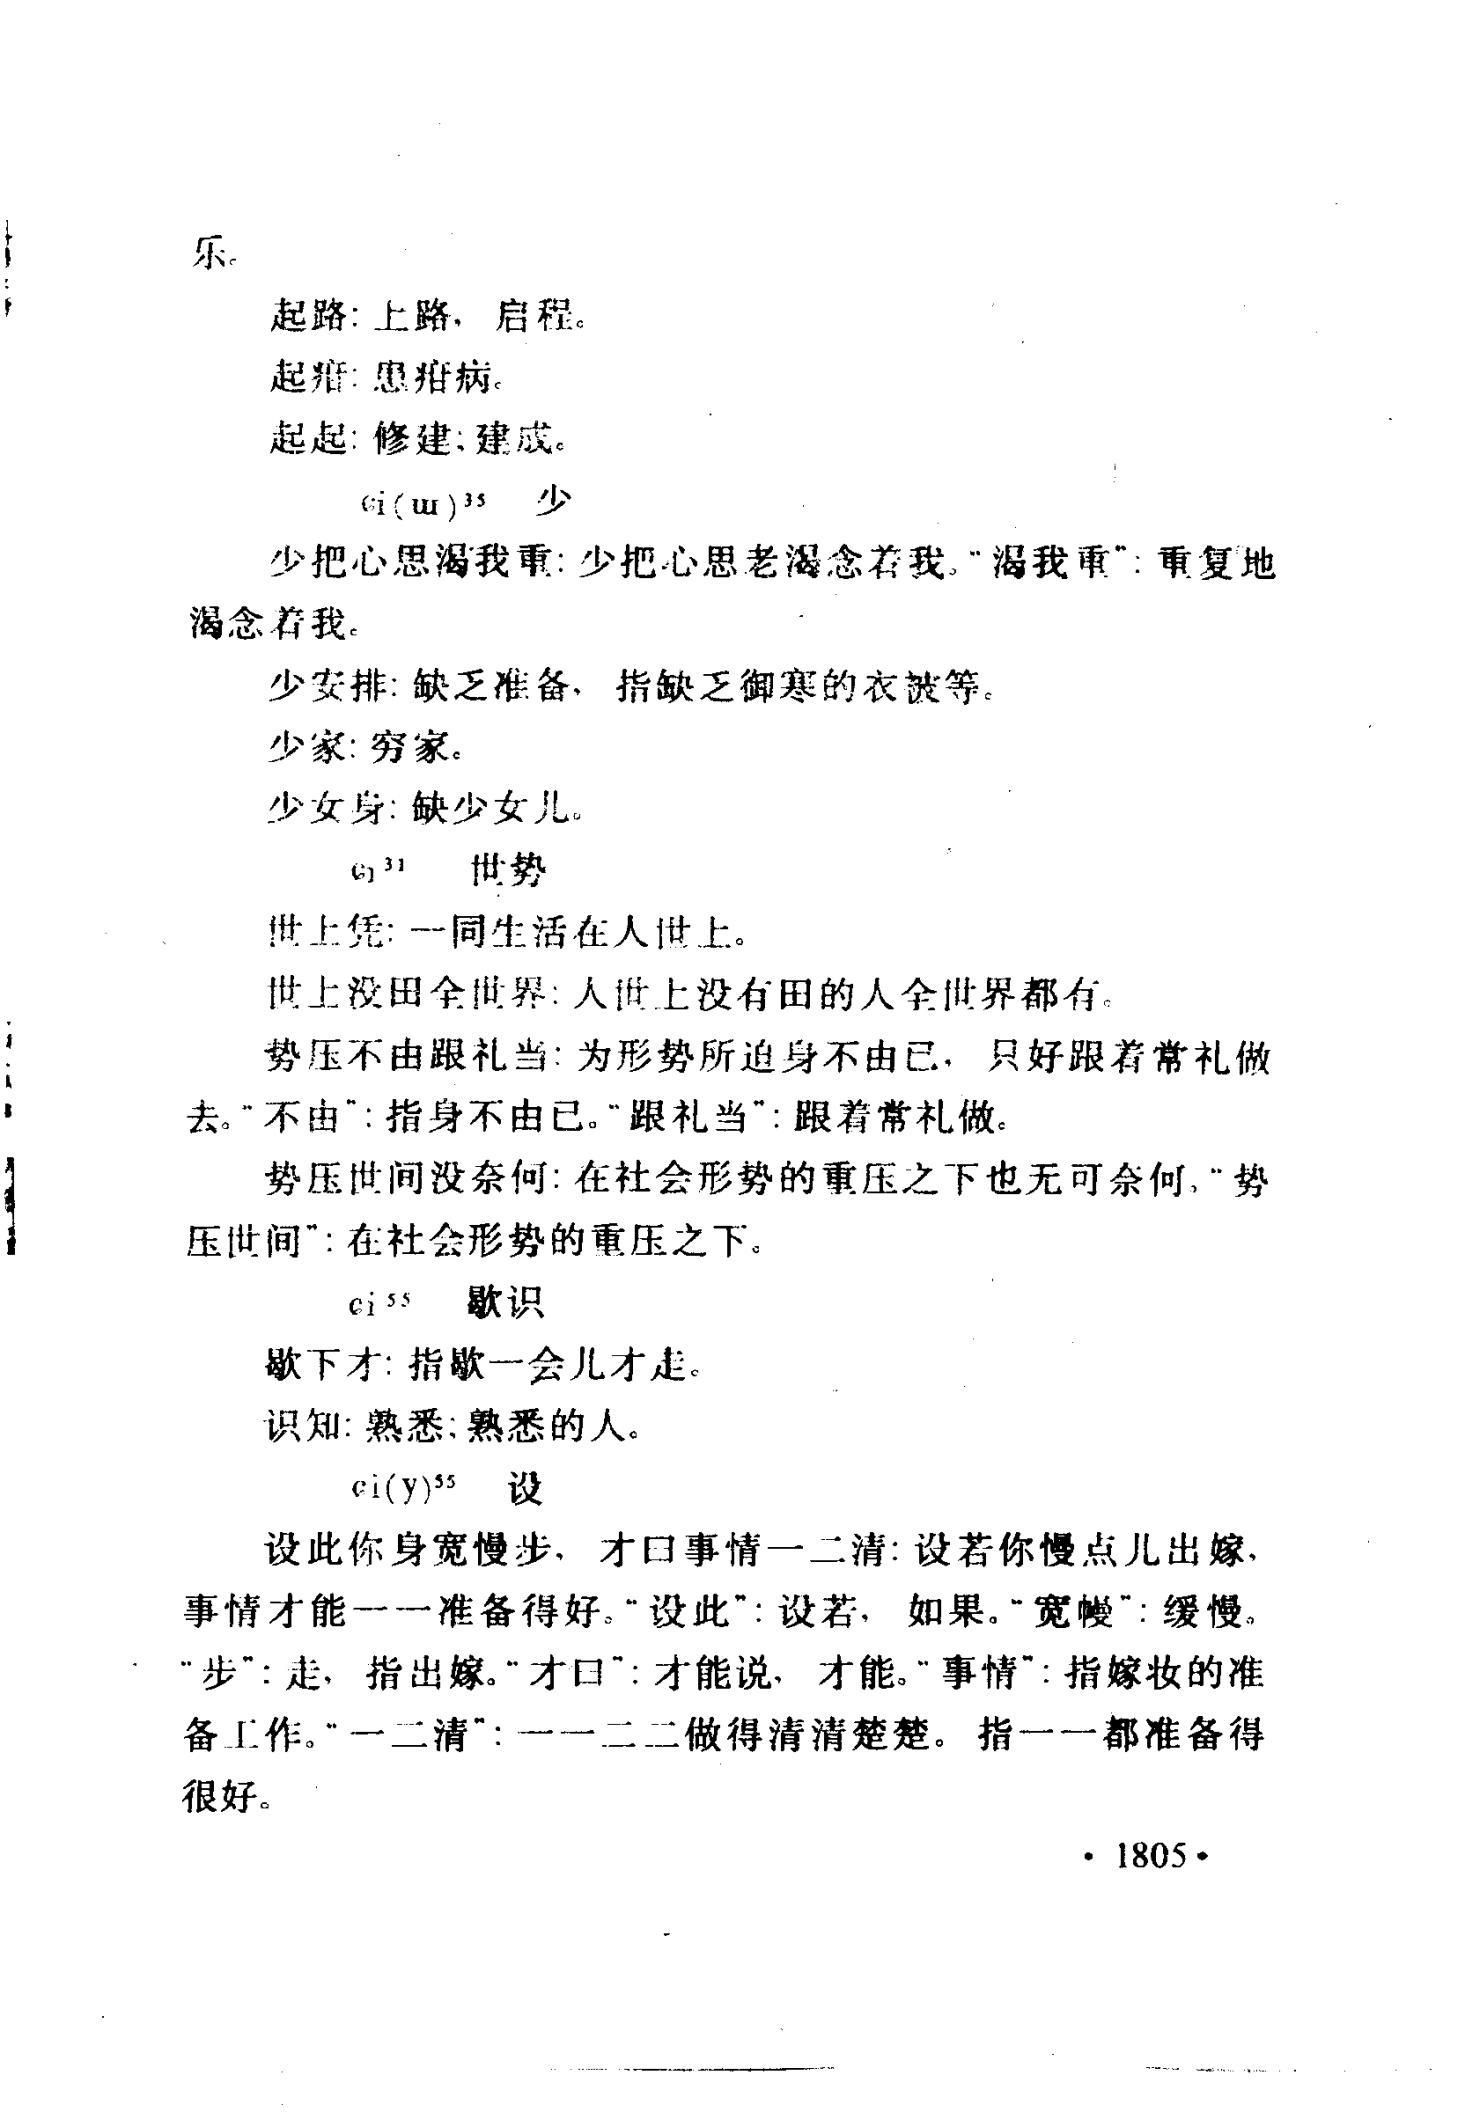 乐。
起路：上路，启程。
起疳：患疳病。
起起：修建；建成。
ɕi(ɯ)³⁵ 少
少把心思渴我重：少把心思老渴念着我。“渴我重”：重复地
渴念着我。
少安排：缺乏准备，指缺乏御寒的衣被等。
少家：穷家。
少女身：缺少女儿。
ɕi³¹ 世势
世上凭：一同生活在人世上。
世上没田全世界：人世上没有田的人全世界都有。
势压不由跟礼当：为形势所迫身不由己，只好跟着常礼做
去。“不由”：指身不由己。“跟礼当”：跟着常礼做。
势压世间没奈何：在社会形势的重压之下也无可奈何，“势
压世间”：在社会形势的重压之下。
ɕi⁵⁵ 歇识
歇下才：指歇一会儿才走。
识知：熟悉；熟悉的人。
ɕi(y)⁵⁵ 设
设此你身宽慢步，才口事情一二清：设若你慢点儿出嫁，
事情才能一一准备得好。“设此”：设若，如果。“宽慢”：缓慢。
“步”：走，指出嫁。“才口”：才能说，才能。“事情”：指嫁妆的准
备工作。“一二清”：一一二二做得清清楚楚。指一一都准备得
很好。
·1805·